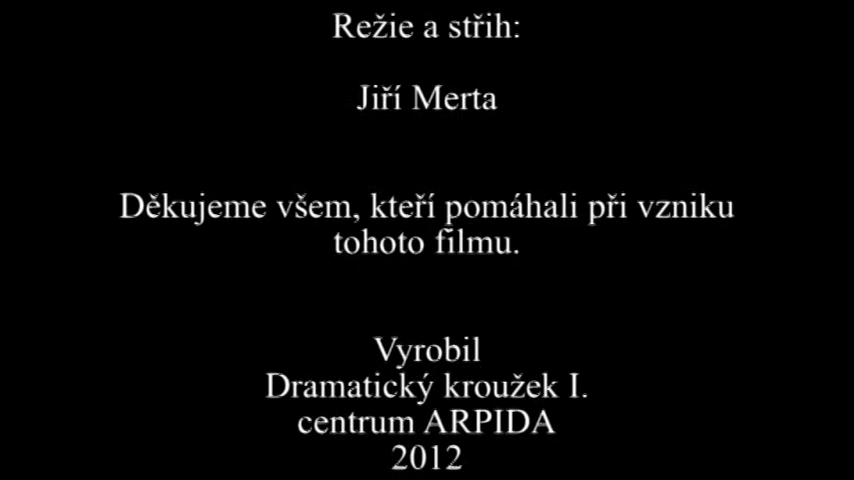 Režie a střih:
Jiří Merta
Děkujeme všem, kteří pomáhali při vzniku
tohoto filmu.
Vyrobil
Dramatický kroužek I.
centrum ARPIDA
2012